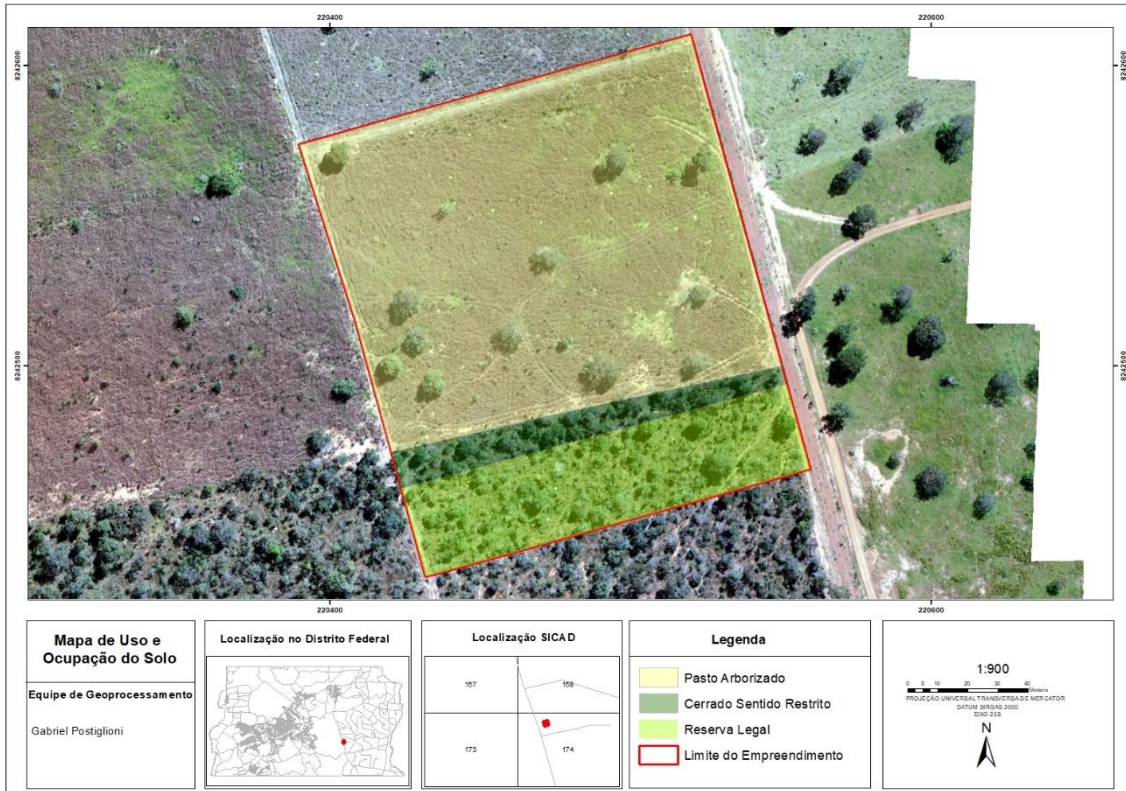 220400
220600
8242600
8242600
8242500
8242500
220400
220600
Mapa de Uso e
Ocupação do Solo
Equipe de Geoprocessamento
Gabriel Postiglioni
Localização no Distrito Federal
Localização SICAD
157
158
173
174
Legenda
Pasto Arborizado
Cerrado Sentido Restrito
Reserva Legal
Limite do Empreendimento
1:900
0 5 10 20 30 40
Meters
PROJEÇÃO UNIVERSAL TRANSVERSA DE MERCATOR
DATUM SIRGAS 2000
N